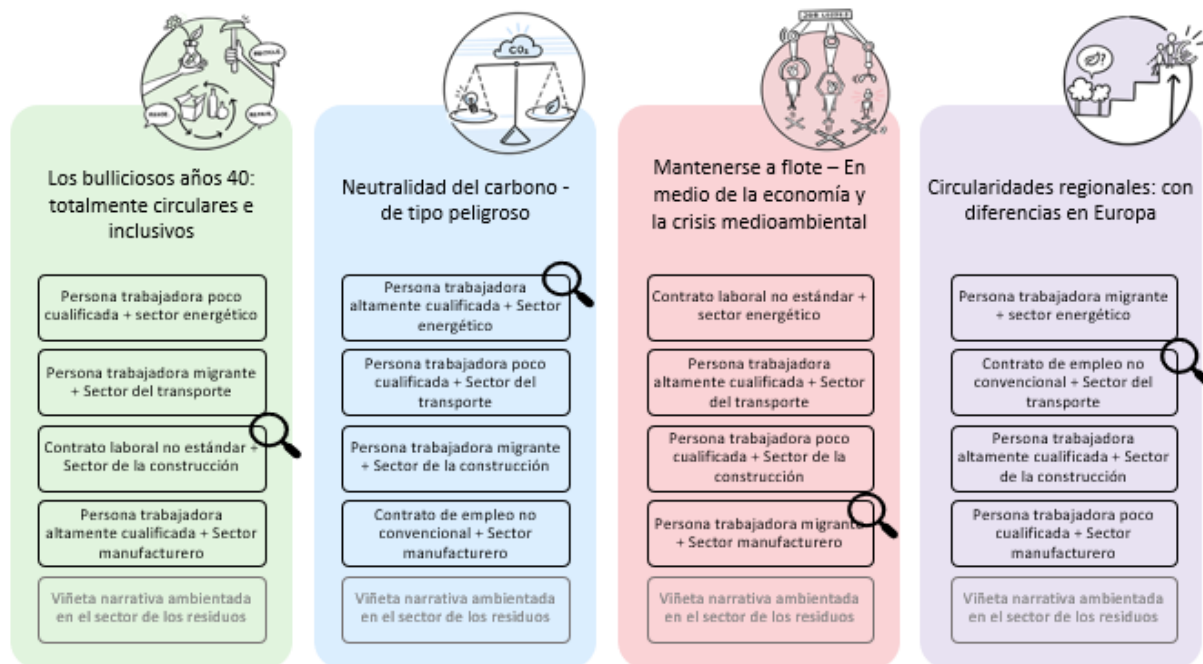 RECYCLE
REUSE
REPAIR
Los bulliciosos años 40:
totalmente circulares e
inclusivos
Persona trabajadora poco
cualificada + sector energético
Persona trabajadora migrante
+ Sector del transporte
Contrato laboral no estándar +
Sector de la construcción
Persona trabajadora
altamente cualificada + Sector
manufacturero
Viñeta narrativa ambientada
en el sector de los residuos
CO₂
Neutralidad del carbono -
de tipo peligroso
Persona trabajadora
altamente cualificada + Sector
energético
Persona trabajadora poco
cualificada + Sector del
transporte
Persona trabajadora migrante
+ Sector de la construcción
Contrato de empleo no
convencional + Sector
manufacturero
Viñeta narrativa ambientada
en el sector de los residuos
JOB LOSSES
Mantenerse a flote – En
medio de la economía y
la crisis medioambiental
Contrato laboral no estándar +
sector energético
Persona trabajadora
altamente cualificada + Sector
del transporte
Persona trabajadora poco
cualificada + Sector de la
construcción
Persona trabajadora migrante
+ Sector manufacturero
Viñeta narrativa ambientada
en el sector de los residuos
?
Circularidades regionales: con
diferencias en Europa
Persona trabajadora migrante
+ sector energético
Contrato de empleo no
convencional + Sector del
transporte
Persona trabajadora
altamente cualificada + Sector
de la construcción
Persona trabajadora poco
cualificada + Sector
manufacturero
Viñeta narrativa ambientada
en el sector de los residuos